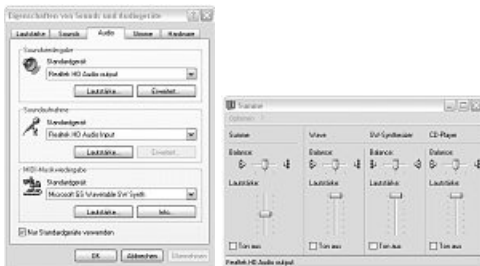 Eigenschaften von Sounds und Audiogeräte
Lautstärke Sounds Audio Stimme Hardware
Soundwiedergabe
Standardgerät:
Realtek HD Audio output
Lautstärke... Erweitert...
Soundaufnahme
Standardgerät:
Realtek HD Audio Input
Lautstärke... Erweitert...
MIDI-Musikwiedergabe
Standardgerät:
Microsoft GS Wavetable SW Synth
Lautstärke... Info...
Nur Standardgeräte verwenden
OK Abbrechen Übernehmen
Summe
Optionen ?
Summe Wave SW-Synthesizer CD-Player
Balance: Balance: Balance: Balance:
Lautstärke: Lautstärke: Lautstärke: Lautstärke:
Ton aus Ton aus Ton aus Ton aus
Realtek HD Audio output